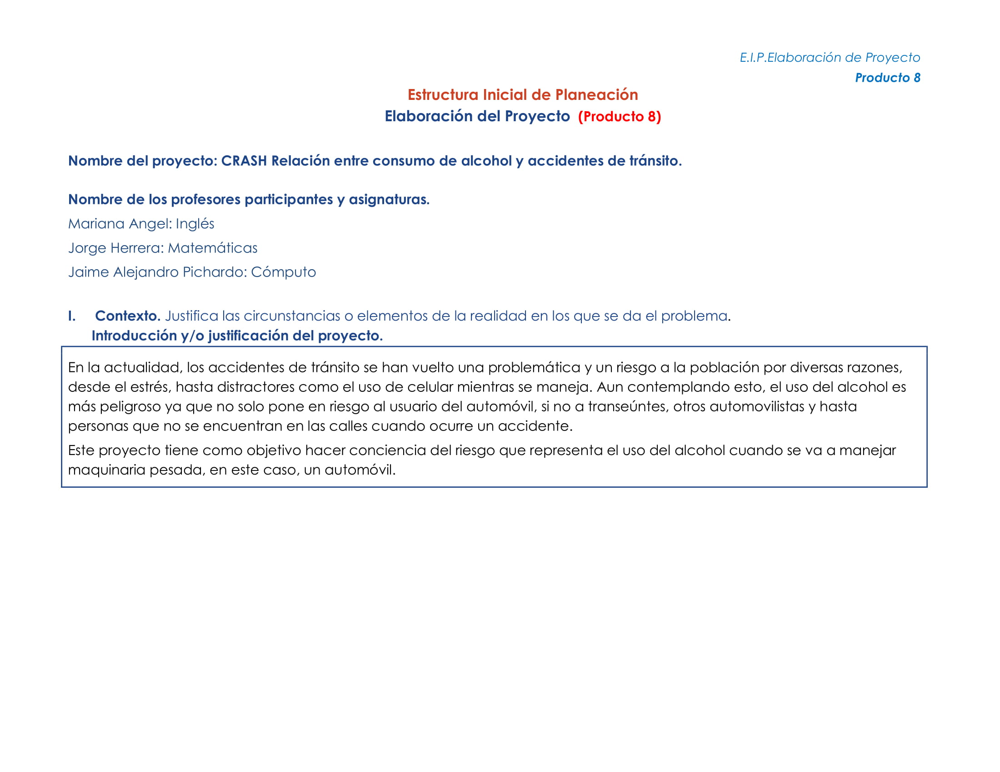 E.I.P.Elaboración de Proyecto
Producto 8
Estructura Inicial de Planeación
Elaboración del Proyecto (Producto 8)
Nombre del proyecto: CRASH Relación entre consumo de alcohol y accidentes de tránsito.
Nombre de los profesores participantes y asignaturas.
Mariana Angel: Inglés
Jorge Herrera: Matemáticas
Jaime Alejandro Pichardo: Cómputo
I. Contexto. Justifica las circunstancias o elementos de la realidad en los que se da el problema.
Introducción y/o justificación del proyecto.
En la actualidad, los accidentes de tránsito se han vuelto una problemática y un riesgo a la población por diversas razones,
desde el estrés, hasta distractores como el uso de celular mientras se maneja. Aun contemplando esto, el uso del alcohol es
más peligroso ya que no solo pone en riesgo al usuario del automóvil, si no a transeúntes, otros automovilistas y hasta
personas que no se encuentran en las calles cuando ocurre un accidente.
Este proyecto tiene como objetivo hacer conciencia del riesgo que representa el uso del alcohol cuando se va a manejar
maquinaria pesada, en este caso, un automóvil.